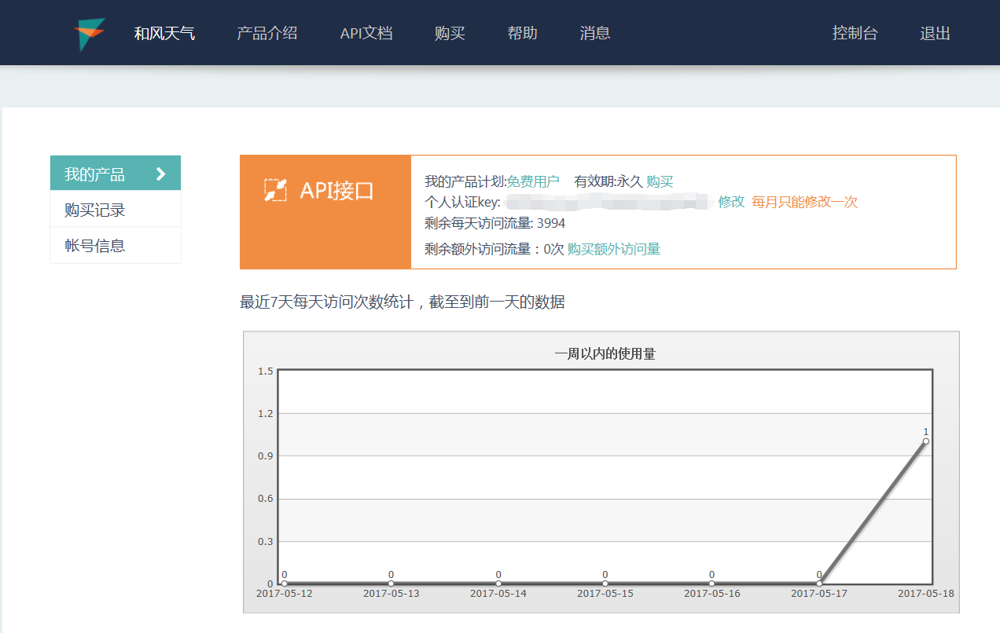 和风天气 产品介绍 API文档 购买 帮助 消息 控制台 退出
我的产品
购买记录
帐号信息
API接口
我的产品计划:免费用户 有效期:永久 购买
个人认证key: 修改 每月只能修改一次
剩余每天访问流量: 3994
剩余额外访问流量：0次 购买额外访问量
最近7天每天访问次数统计，截至到前一天的数据
一周以内的使用量
1.5
1.2
0.9
0.6
0.3
0
0 0 0 0 0 0 1
2017-05-12 2017-05-13 2017-05-14 2017-05-15 2017-05-16 2017-05-17 2017-05-18